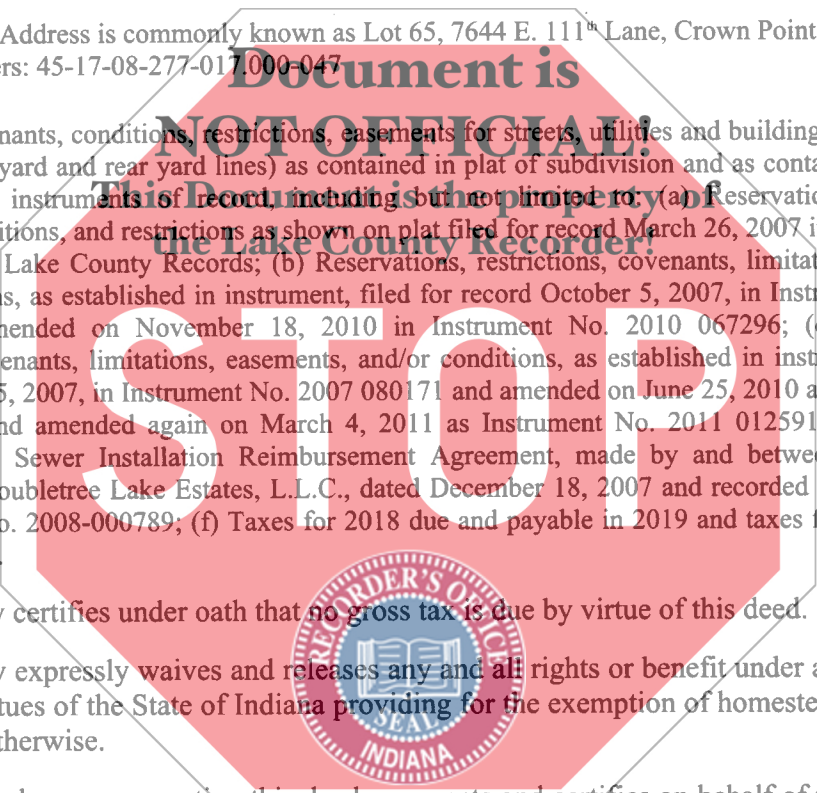 Address is commonly known as Lot 65, 7644 E. 111th Lane, Crown Point
ers: 45-17-08-277-017.000-047
Document is
nants, conditions, restrictions, easements for streets, utilities and building
NOT OFFICIAL!
yard and rear yard lines) as contained in plat of subdivision and as conta
instruments of record, including but not limited to: (a) Reservatio
This Document is the property of
itions, and restrictions as shown on plat filed for record March 26, 2007 i
the Lake County Recorder!
Lake County Records; (b) Reservations, restrictions, covenants, limitat
ns, as established in instrument, filed for record October 5, 2007, in Instr
mended on November 18, 2010 in Instrument No. 2010 067296; (
enants, limitations, easements, and/or conditions, as established in inst
5, 2007, in Instrument No. 2007 080171 and amended on June 25, 2010 a
nd amended again on March 4, 2011 as Instrument No. 2011 012591
STOP
Sewer Installation Reimbursement Agreement, made by and betwe
oubletree Lake Estates, L.L.C., dated December 18, 2007 and recorded
o. 2008-000789; (f) Taxes for 2018 due and payable in 2019 and taxes f
y certifies under oath that no gross tax is due by virtue of this deed.
RECORDER'S OFFICE
y expressly waives and releases any and all rights or benefit under a
tues of the State of Indiana providing for the exemption of homeste
SEAL
therwise.
INDIANA